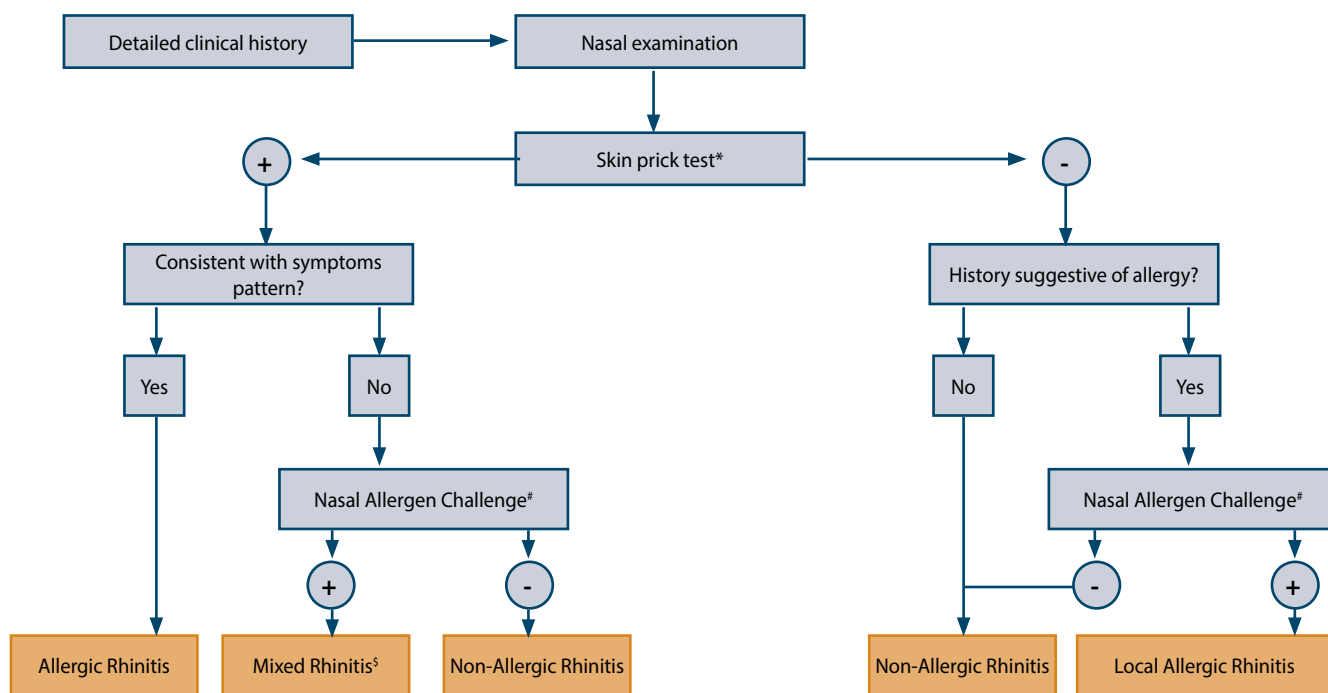 Detailed clinical history
Nasal examination
Skin prick test*
+
-
Consistent with symptoms
pattern?
History suggestive of allergy?
Yes
No
No
Yes
Nasal Allergen Challenge#
Nasal Allergen Challenge#
+
-
-
+
Allergic Rhinitis
Mixed Rhinitis$
Non-Allergic Rhinitis
Non-Allergic Rhinitis
Local Allergic Rhinitis